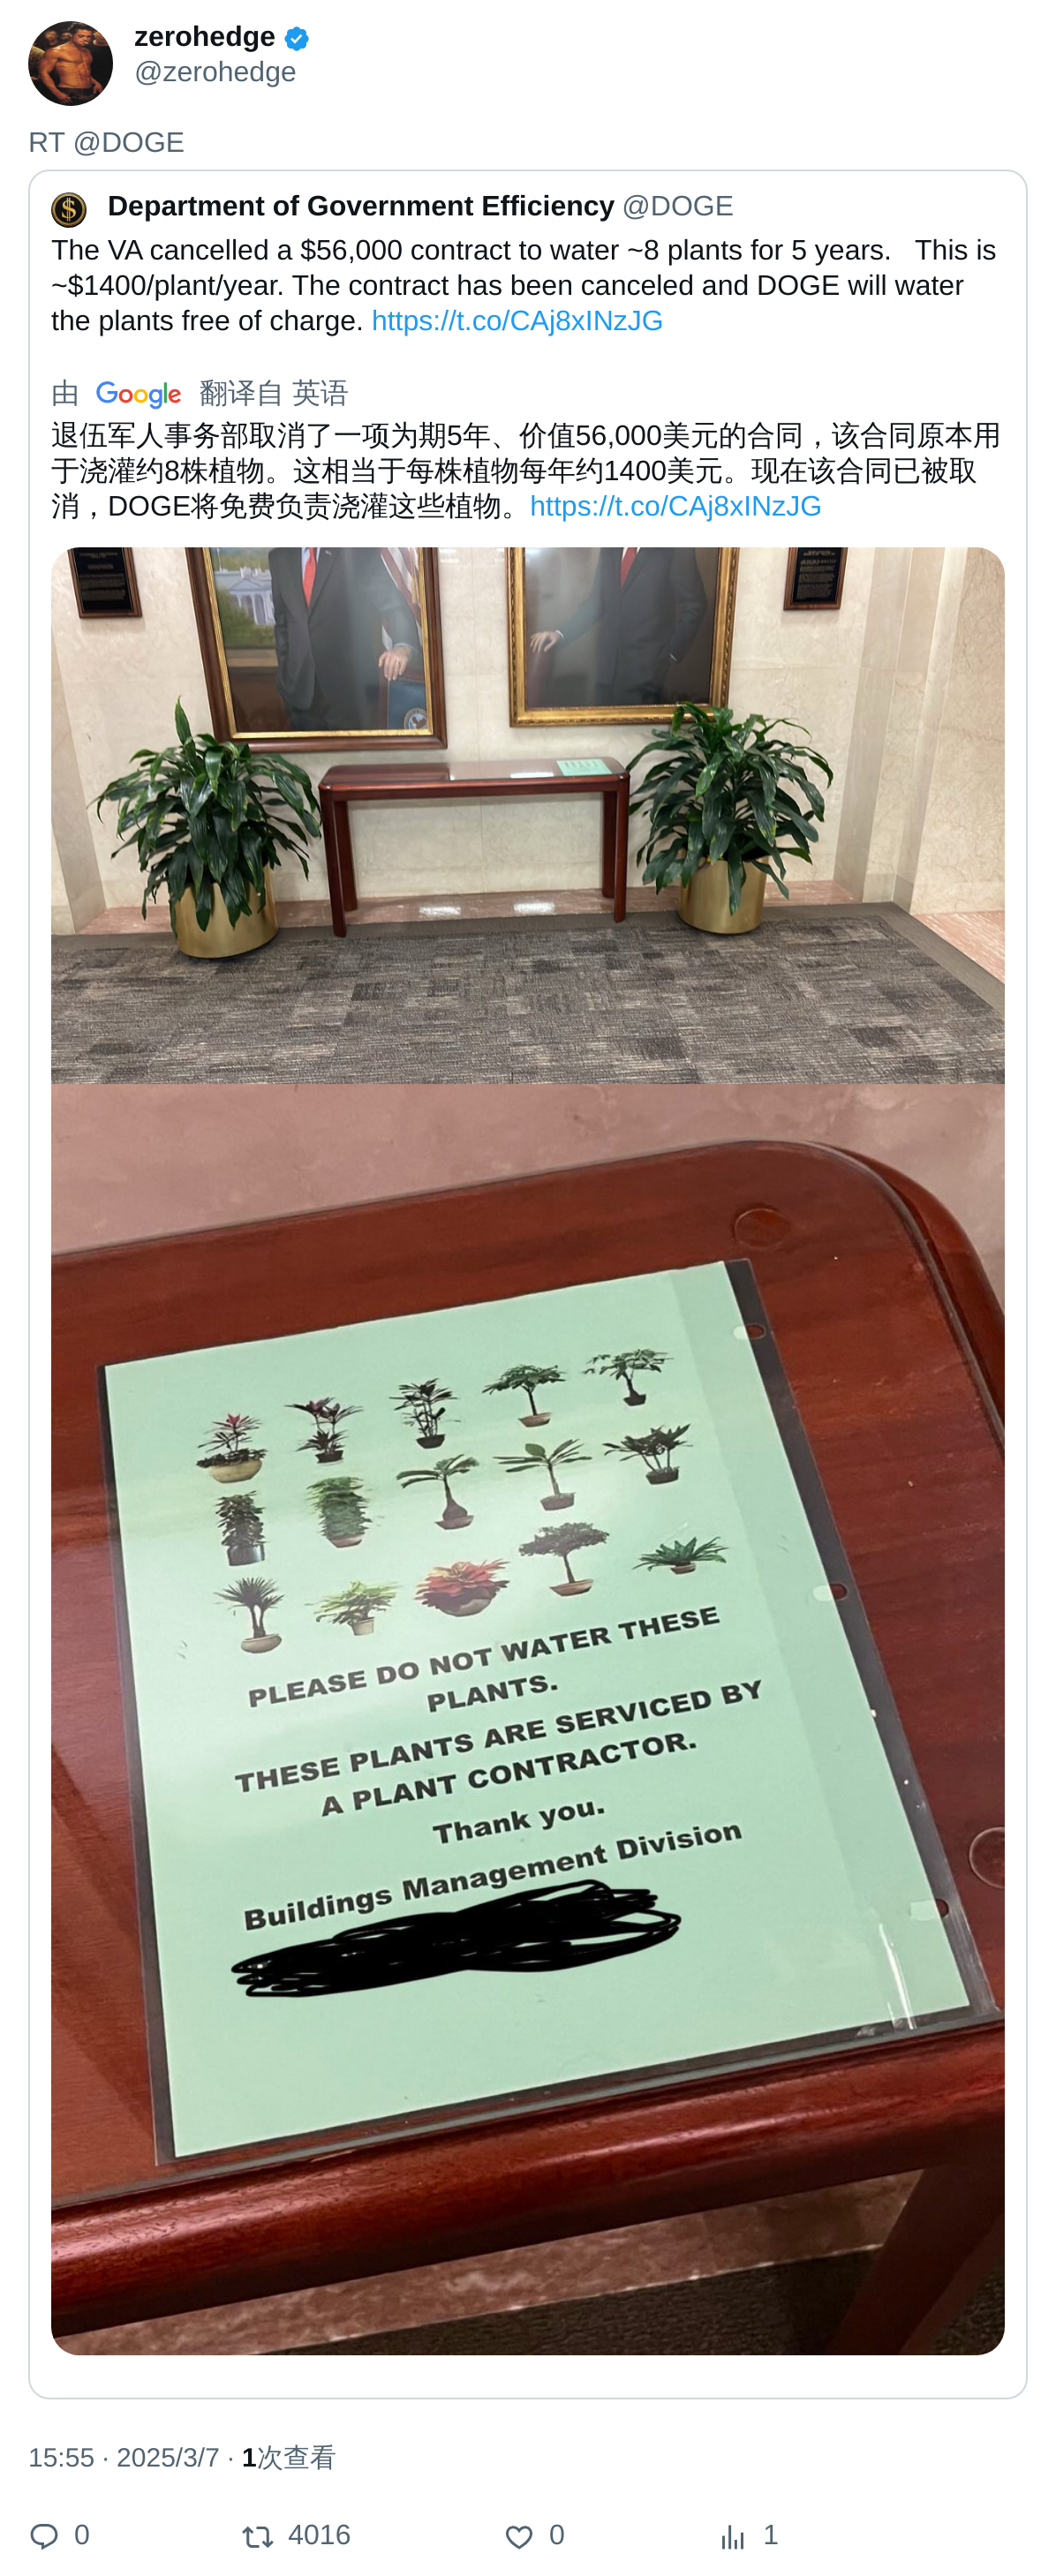 zerohedge
@zerohedge
RT @DOGE
Department of Government Efficiency @DOGE
The VA cancelled a $56,000 contract to water ~8 plants for 5 years.   This is
~$1400/plant/year. The contract has been canceled and DOGE will water
the plants free of charge. https://t.co/CAj8xINzJG
由 Google 翻译自 英语
退伍军人事务部取消了一项为期5年、价值56,000美元的合同，该合同原本用
于浇灌约8株植物。这相当于每株植物每年约1400美元。现在该合同已被取
消，DOGE将免费负责浇灌这些植物。https://t.co/CAj8xINzJG
PLEASE DO NOT WATER THESE
PLANTS.
THESE PLANTS ARE SERVICED BY
A PLANT CONTRACTOR.
Thank you.
Buildings Management Division
15:55 · 2025/3/7 · 1次查看
0
4016
0
1